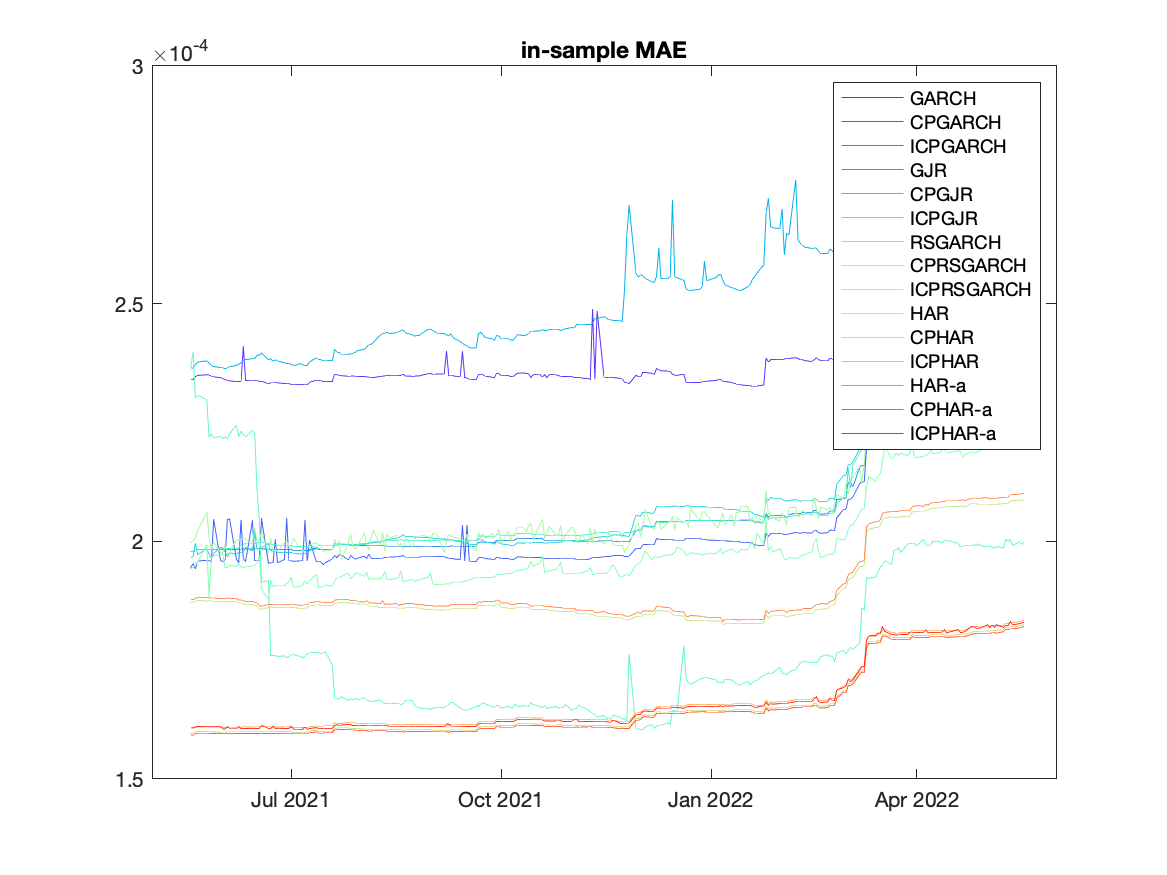 ×10-4
in-sample MAE
3
2.5
2
1.5
Jul 2021
Oct 2021
Jan 2022
Apr 2022
GARCH
CPGARCH
ICPGARCH
GJR
CPGJR
ICPGJR
RSGARCH
CPRSGARCH
ICPRSGARCH
HAR
CPHAR
ICPHAR
HAR-a
CPHAR-a
ICPHAR-a